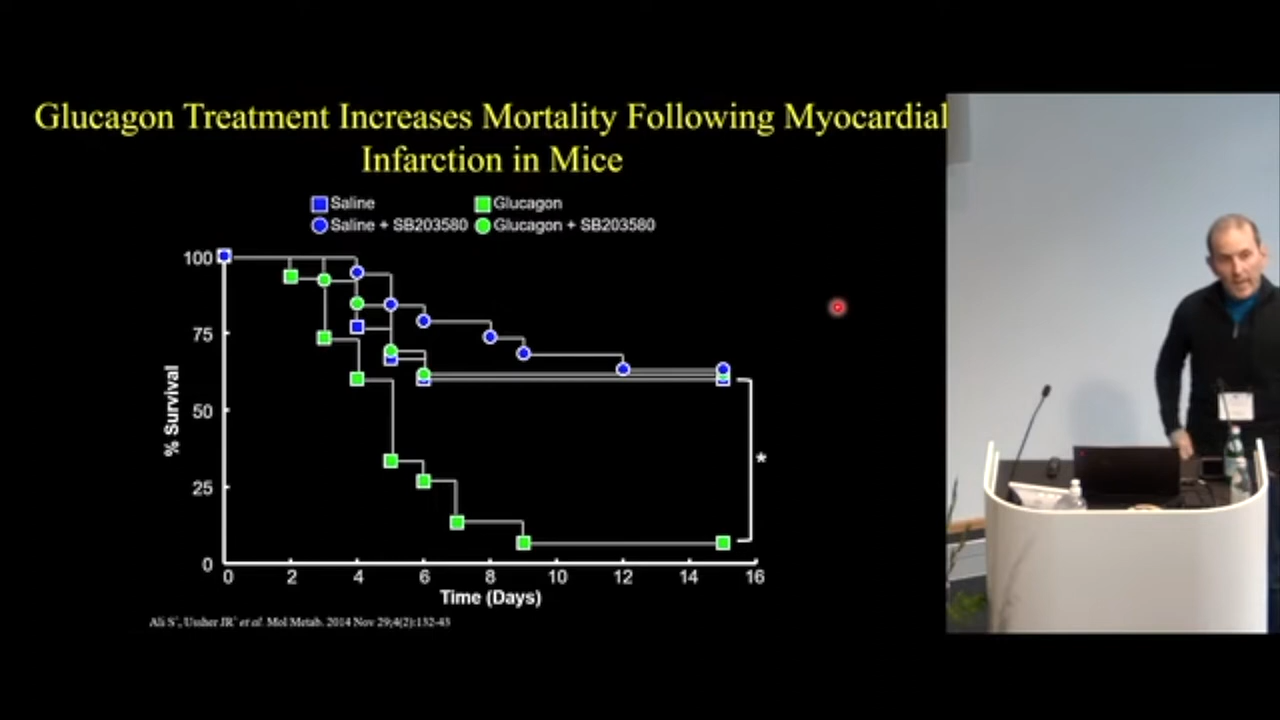 Glucagon Treatment Increases Mortality Following Myocardial
Infarction in Mice
Saline
Glucagon
Saline + SB203580
Glucagon + SB203580
100
75
50
25
0
% Survival
*
0 2 4 6 8 10 12 14 16
Time (Days)
Ali S*, Ussher JR* et al. Mol Metab. 2014 Nov 29;4(2):132-43